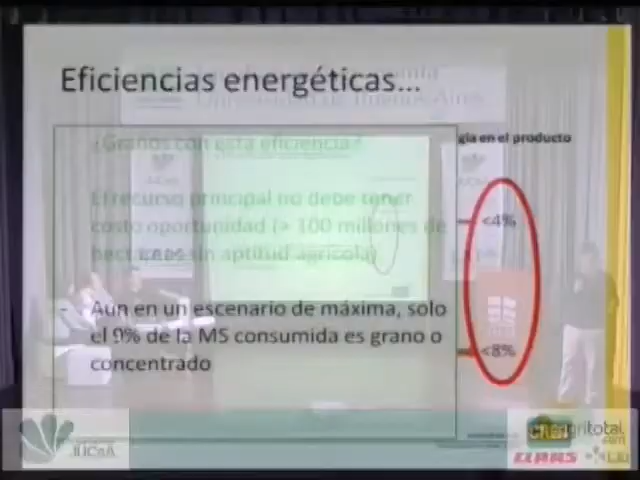 Eficiencias energéticas...
¿Granos con esta eficiencia?
El recurso principal no debe tener
costo oportunidad (+ 100 millones de
hectáreas sin aptitud agrícola)
- Aun en un escenario de máxima, solo
el 9% de la MS consumida es grano o
concentrado
gía en el producto
<4%
<8%
agritotal
.com
CLAAS